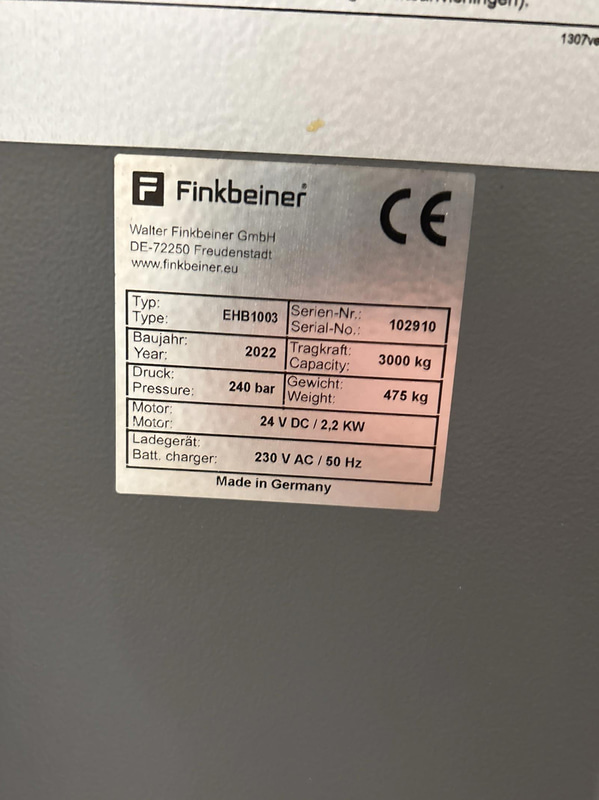 1307ve
Finkbeiner®
CE
Walter Finkbeiner GmbH
DE-72250 Freudenstadt
www.finkbeiner.eu
Typ:
Type: EHB1003
Serien-Nr.:
Serial-No.: 102910
Baujahr:
Year: 2022
Tragkraft:
Capacity: 3000 kg
Druck:
Pressure: 240 bar
Gewicht:
Weight: 475 kg
Motor:
Motor: 24 V DC / 2,2 KW
Ladegerät:
Batt. charger: 230 V AC / 50 Hz
Made in Germany